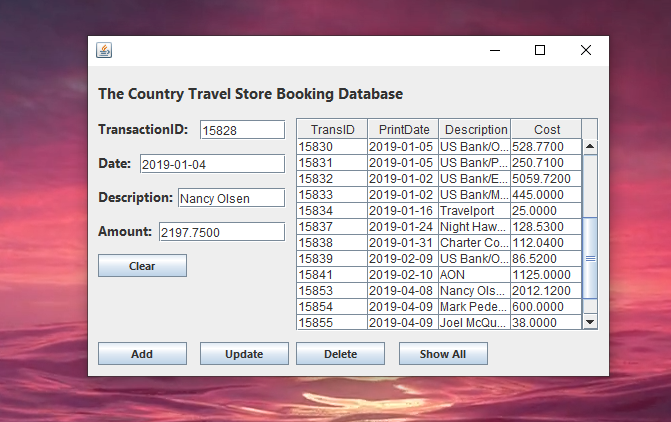 The Country Travel Store Booking Database
TransactionID: 15828
Date: 2019-01-04
Description: Nancy Olsen
Amount: 2197.7500
Clear
TransID PrintDate Description Cost
15830 2019-01-05 US Bank/O... 528.7700
15831 2019-01-05 US Bank/P... 250.7100
15832 2019-01-02 US Bank/E... 5059.7200
15833 2019-01-02 US Bank/M... 445.0000
15834 2019-01-16 Travelport 25.0000
15837 2019-01-24 Night Haw... 128.5300
15838 2019-01-31 Charter Co... 112.0400
15839 2019-02-09 US Bank/O... 86.5200
15841 2019-02-10 AON 1125.0000
15853 2019-04-08 Nancy Ols... 2012.1200
15854 2019-04-09 Mark Pede... 600.0000
15855 2019-04-09 Joel McQu... 38.0000
Add Update Delete Show All